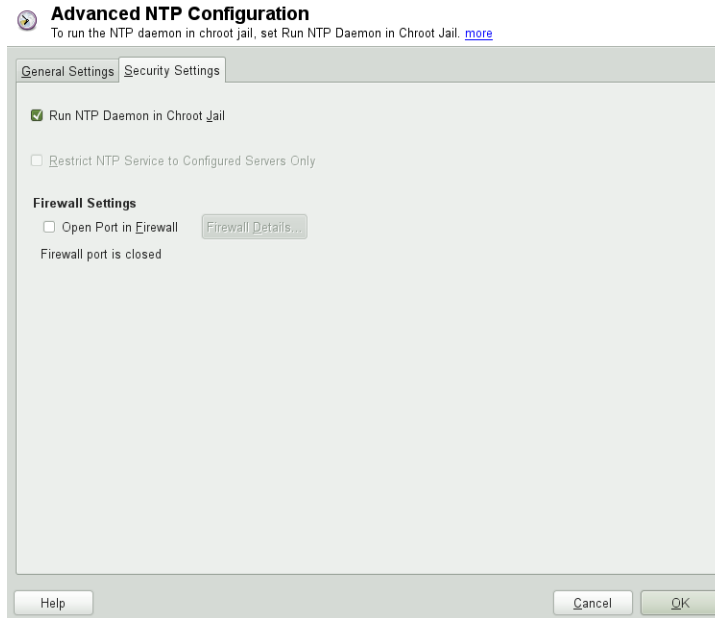 Advanced NTP Configuration
To run the NTP daemon in chroot jail, set Run NTP Daemon in Chroot Jail. more
General Settings Security Settings
Run NTP Daemon in Chroot Jail
Restrict NTP Service to Configured Servers Only
Firewall Settings
Open Port in Firewall Firewall Details...
Firewall port is closed
Help Cancel OK